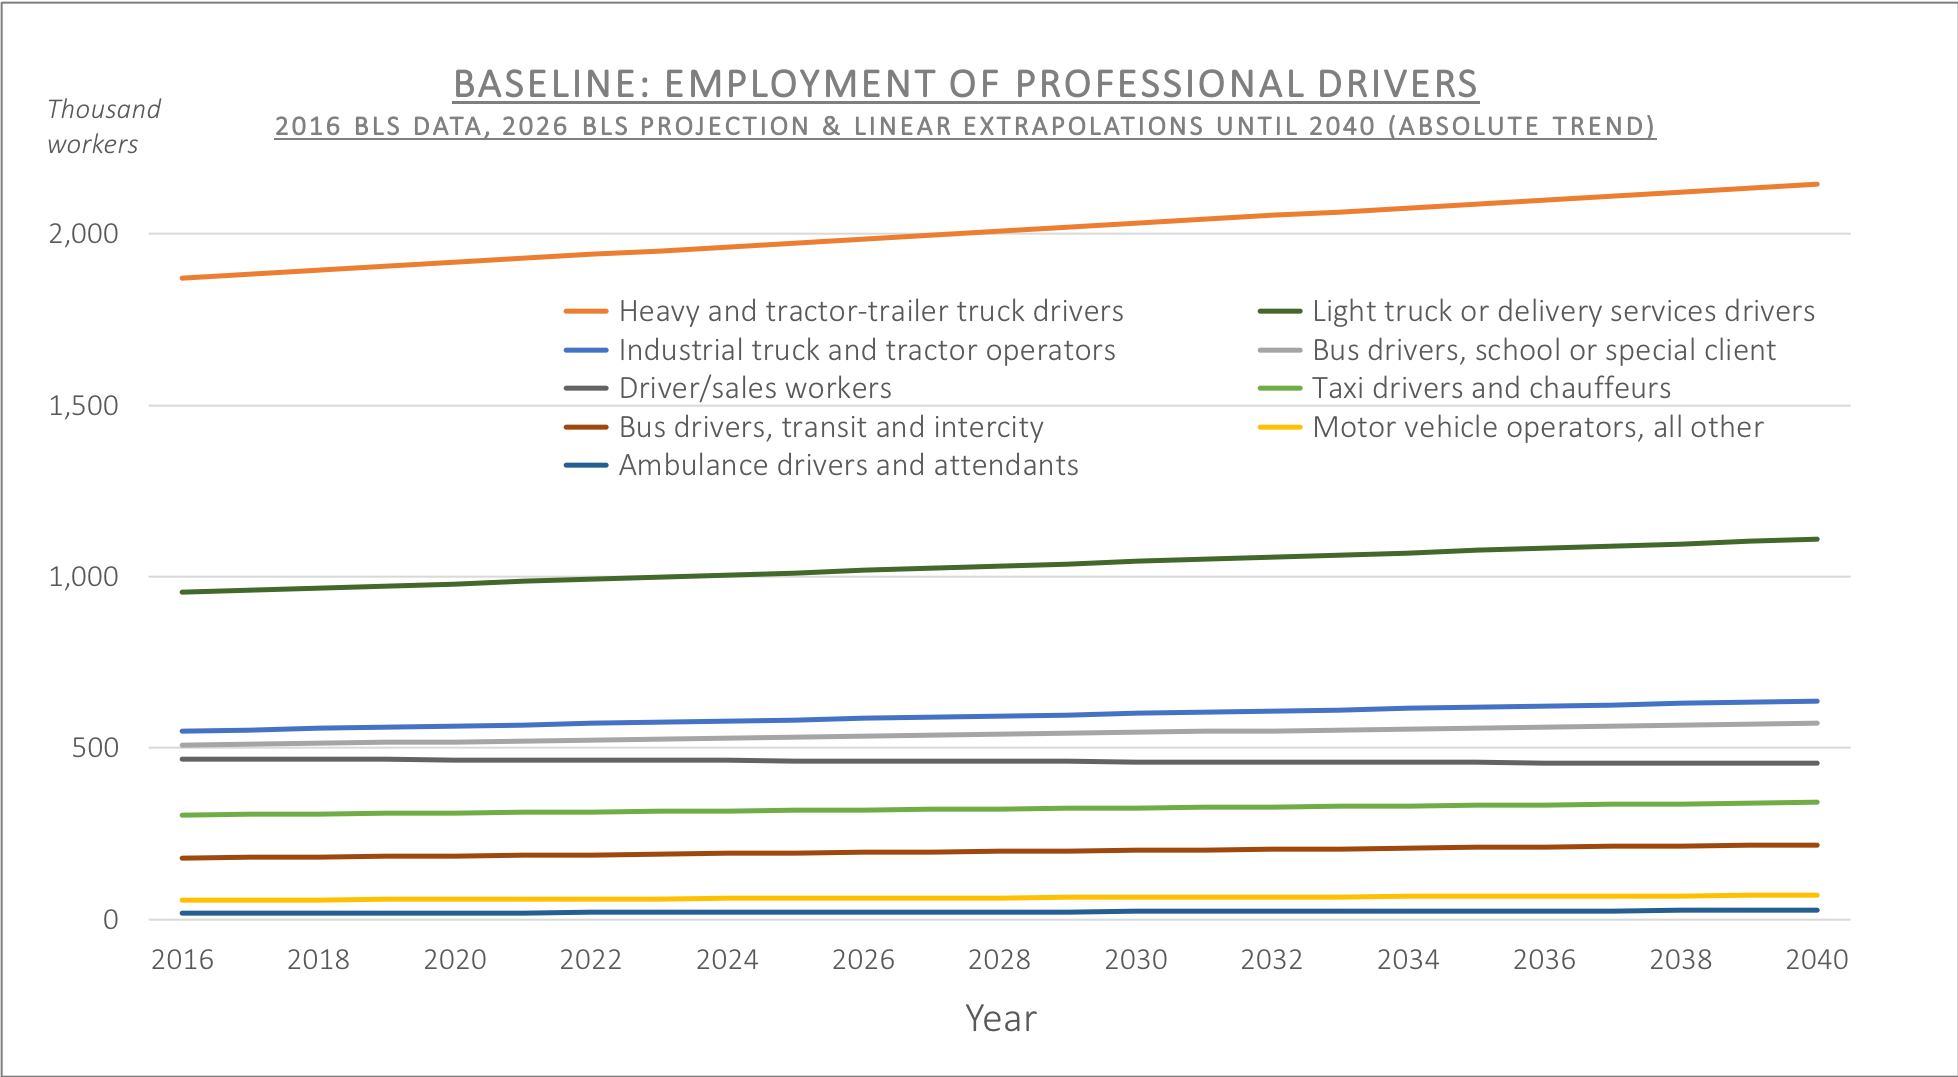 BASELINE: EMPLOYMENT OF PROFESSIONAL DRIVERS
2016 BLS DATA, 2026 BLS PROJECTION & LINEAR EXTRAPOLATIONS UNTIL 2040 (ABSOLUTE TREND)
Thousand
workers
2,000
1,500
1,000
500
0
Heavy and tractor-trailer truck drivers
Light truck or delivery services drivers
Industrial truck and tractor operators
Bus drivers, school or special client
Driver/sales workers
Taxi drivers and chauffeurs
Bus drivers, transit and intercity
Motor vehicle operators, all other
Ambulance drivers and attendants
2016 2018 2020 2022 2024 2026 2028 2030 2032 2034 2036 2038 2040
Year